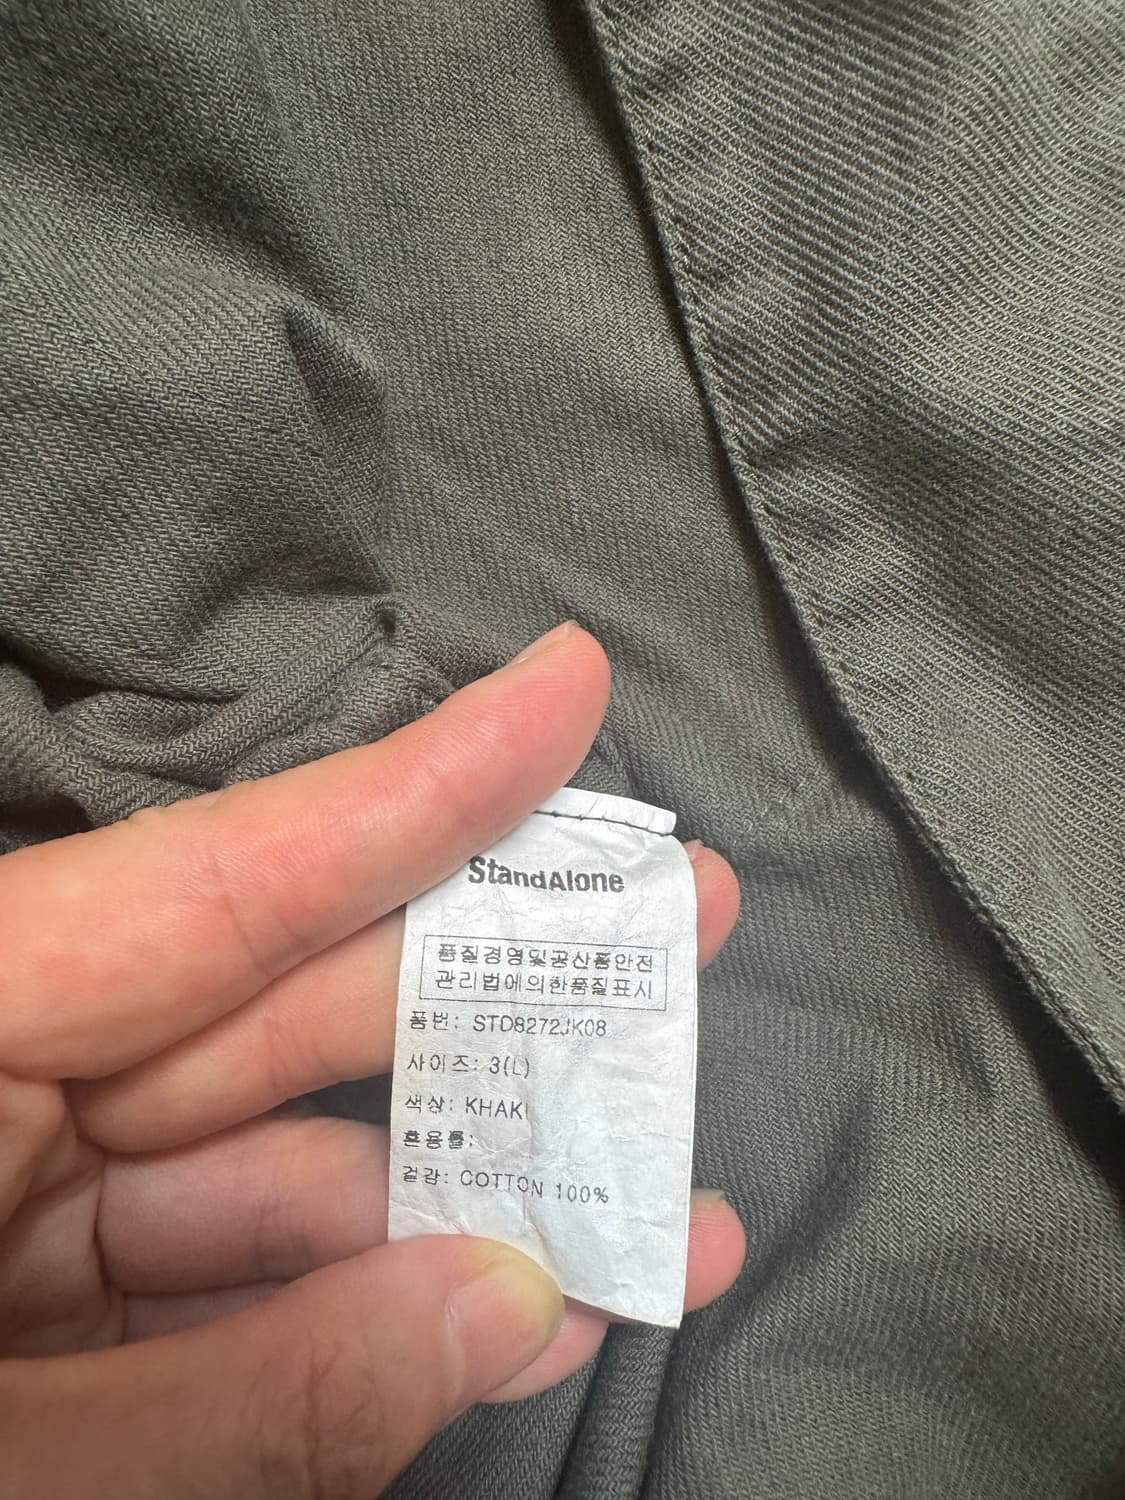 StandAlone
품질경영및공산품안전
관리법에의한품질표시
품번: STD8272JK08
사이즈: 3(L)
색상: KHAKI
혼용률:
겉감: COTTON 100%